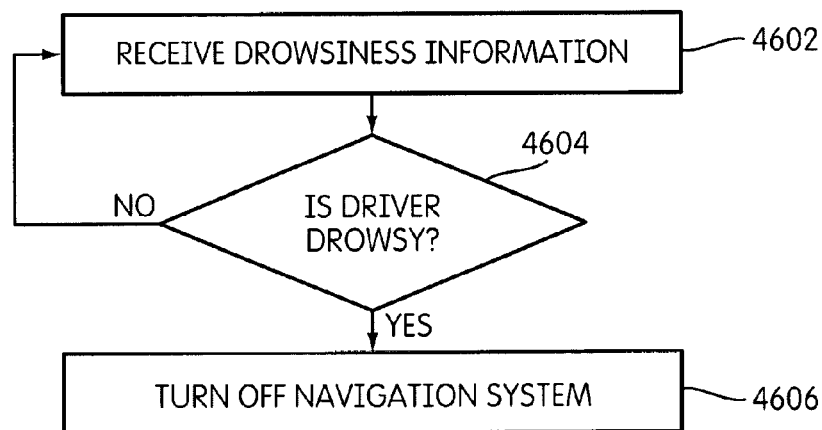 RECEIVE DROWSINESS INFORMATION
4602
4604
IS DRIVER
DROWSY?
NO
YES
TURN OFF NAVIGATION SYSTEM
4606